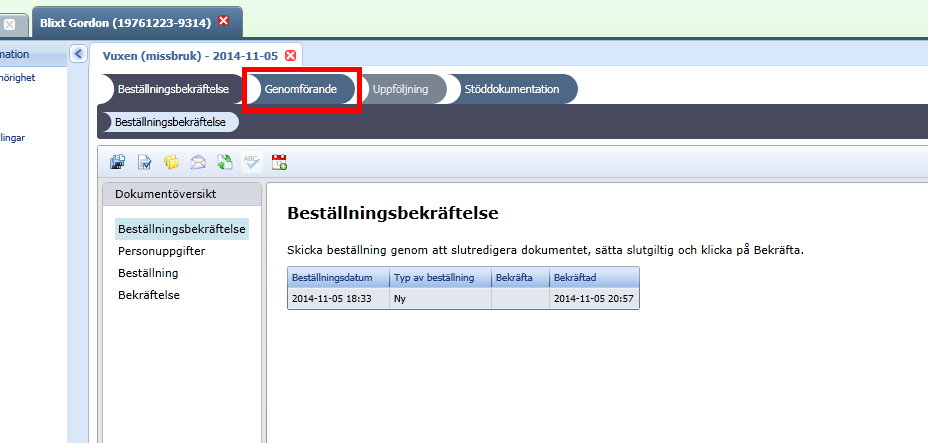 Blixt Gordon (19761223-9314)
mation
Vuxen (missbruk) - 2014-11-05
hörighet
Beställningsbekräftelse
Genomförande
Uppföljning
Stöddokumentation
Beställningsbekräftelse
lingar
ABC
Dokumentöversikt
Beställningsbekräftelse
Personuppgifter
Beställning
Bekräftelse
Beställningsbekräftelse
Skicka beställning genom att slutredigera dokumentet, sätta slutgiltig och klicka på Bekräfta.
Beställningsdatum Typ av beställning Bekräfta Bekräftad
2014-11-05 18:33 Ny 2014-11-05 20:57